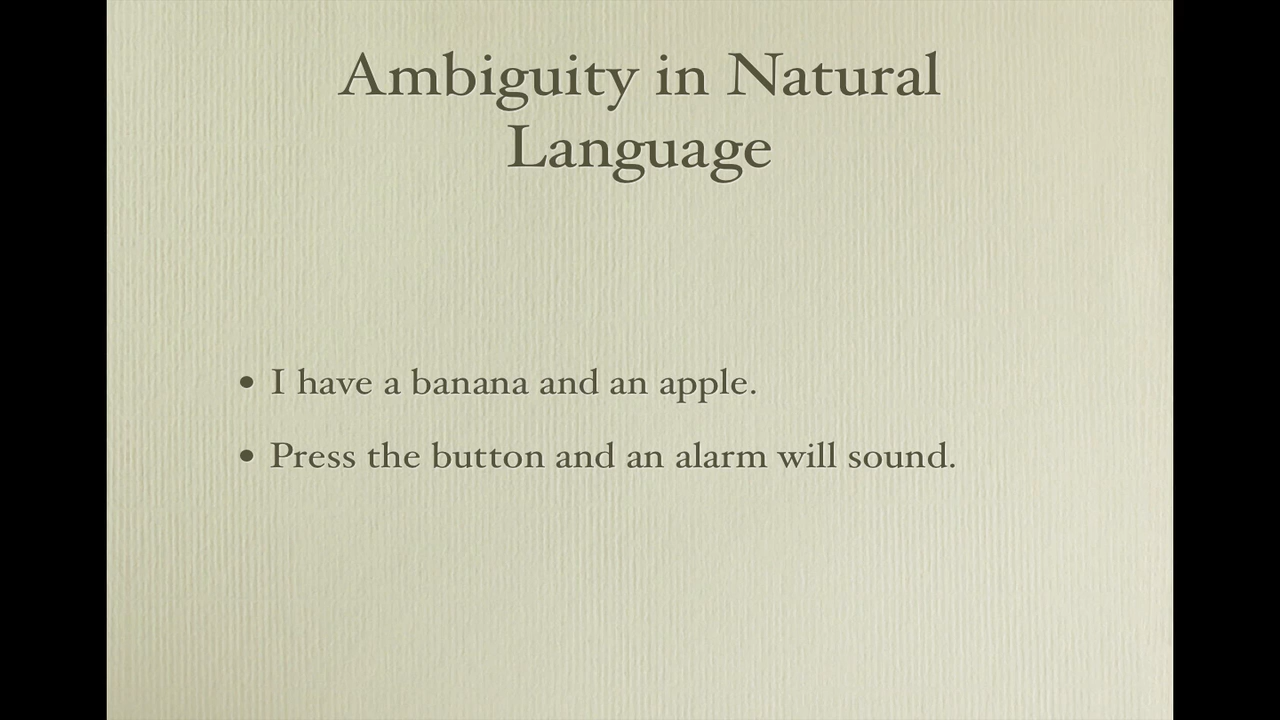 Ambiguity in Natural
Language
• I have a banana and an apple.
• Press the button and an alarm will sound.